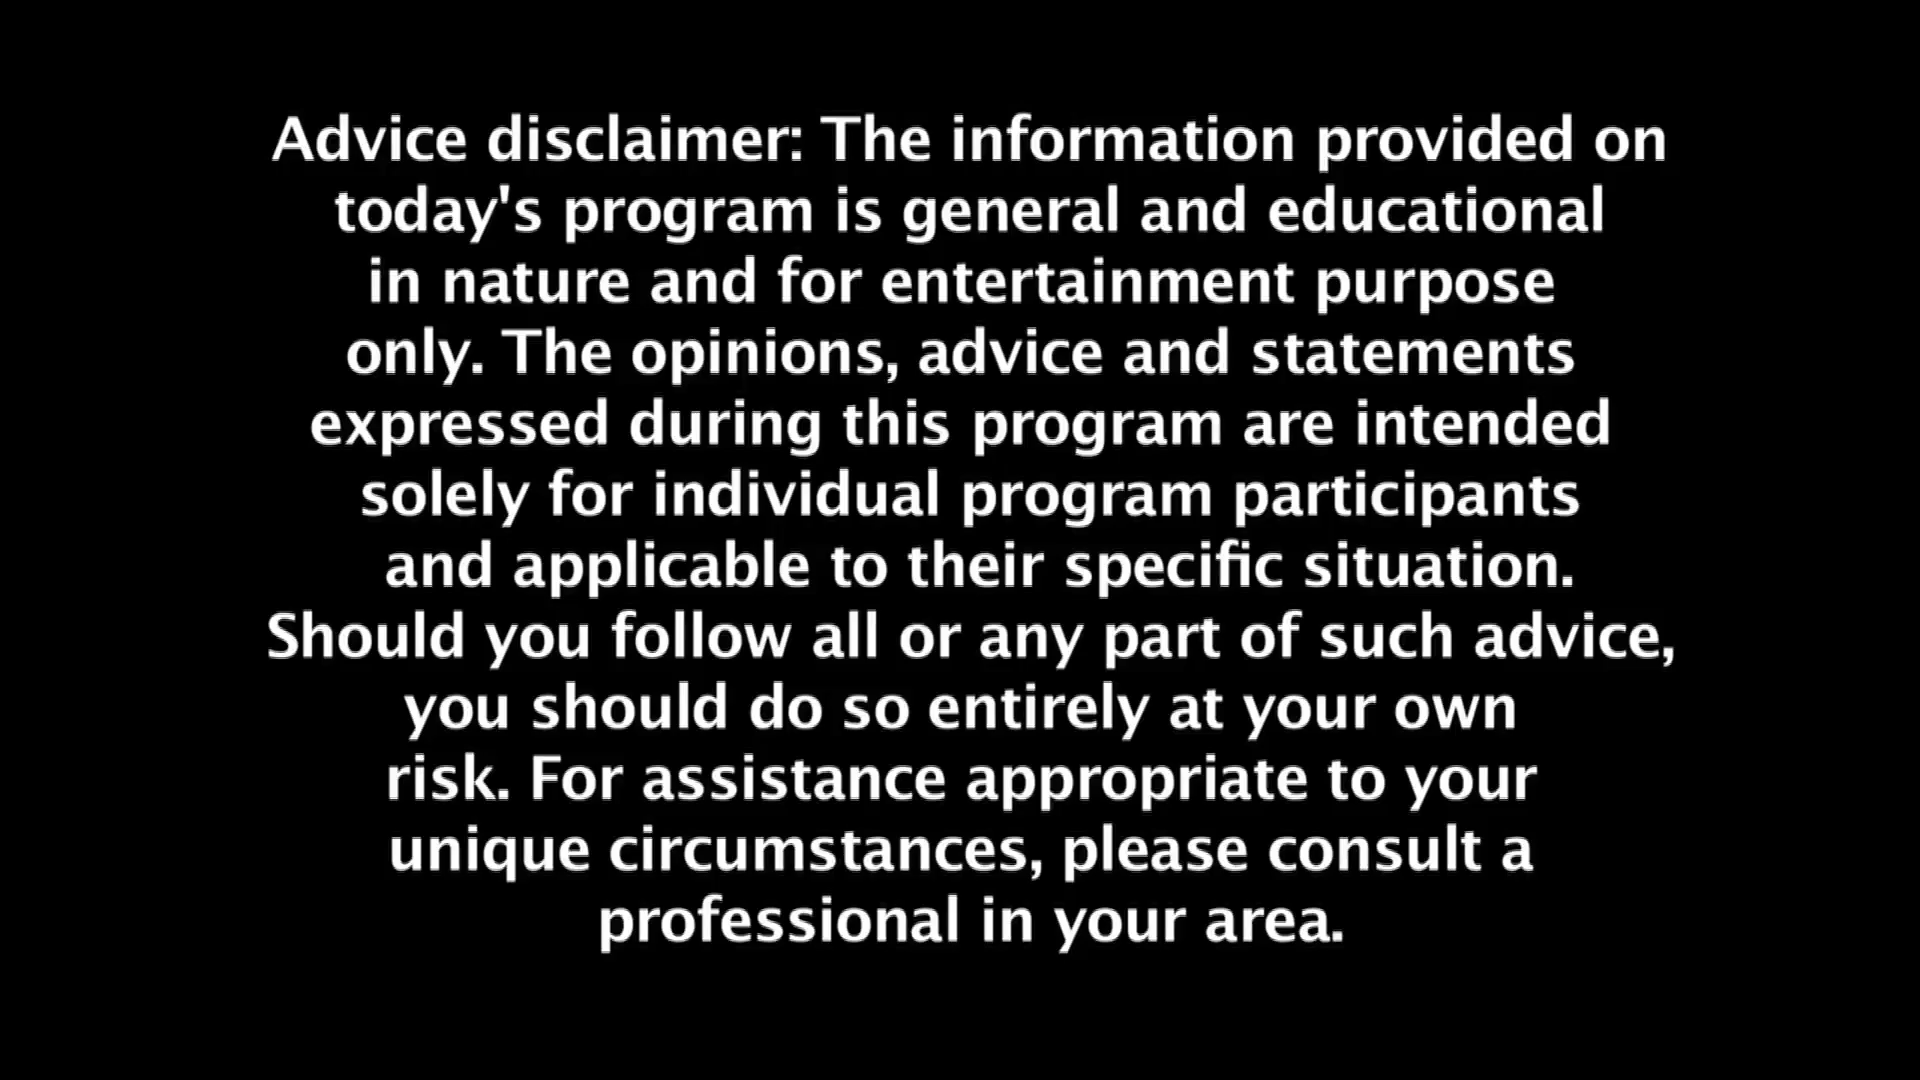 Advice disclaimer: The information provided on
today's program is general and educational
in nature and for entertainment purpose
only. The opinions, advice and statements
expressed during this program are intended
solely for individual program participants
and applicable to their specific situation.
Should you follow all or any part of such advice,
you should do so entirely at your own
risk. For assistance appropriate to your
unique circumstances, please consult a
professional in your area.